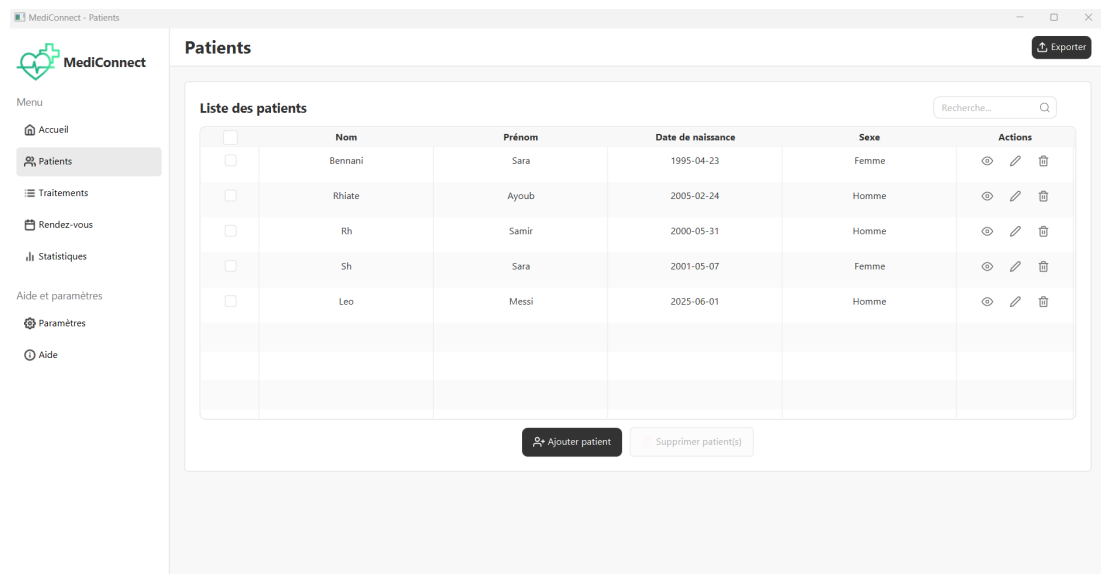 MediConnect - Patients
MediConnect
Menu
Accueil
Patients
Traitements
Rendez-vous
Statistiques
Aide et paramètres
Paramètres
Aide
Patients
Exporter
Liste des patients
Recherche...
Nom Prénom Date de naissance Sexe Actions
Bennani Sara 1995-04-23 Femme
Rhiate Ayoub 2005-02-24 Homme
Rh Samir 2000-05-31 Homme
Sh Sara 2001-05-07 Femme
Leo Messi 2025-06-01 Homme
Ajouter patient
Supprimer patient(s)